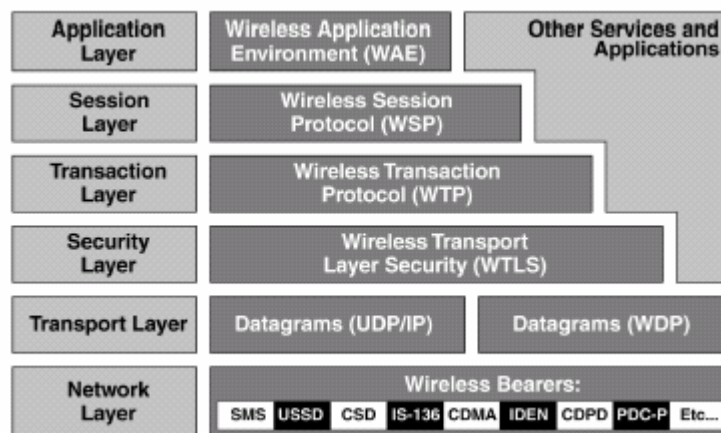 Application
Layer
Wireless Application
Environment (WAE)
Other Services and
Applications
Session
Layer
Wireless Session
Protocol (WSP)
Transaction
Layer
Wireless Transaction
Protocol (WTP)
Security
Layer
Wireless Transport
Layer Security (WTLS)
Transport Layer
Datagrams (UDP/IP)
Datagrams (WDP)
Network
Layer
Wireless Bearers:
SMS USSD CSD IS-136 CDMA IDEN CDPD PDC-P Etc...